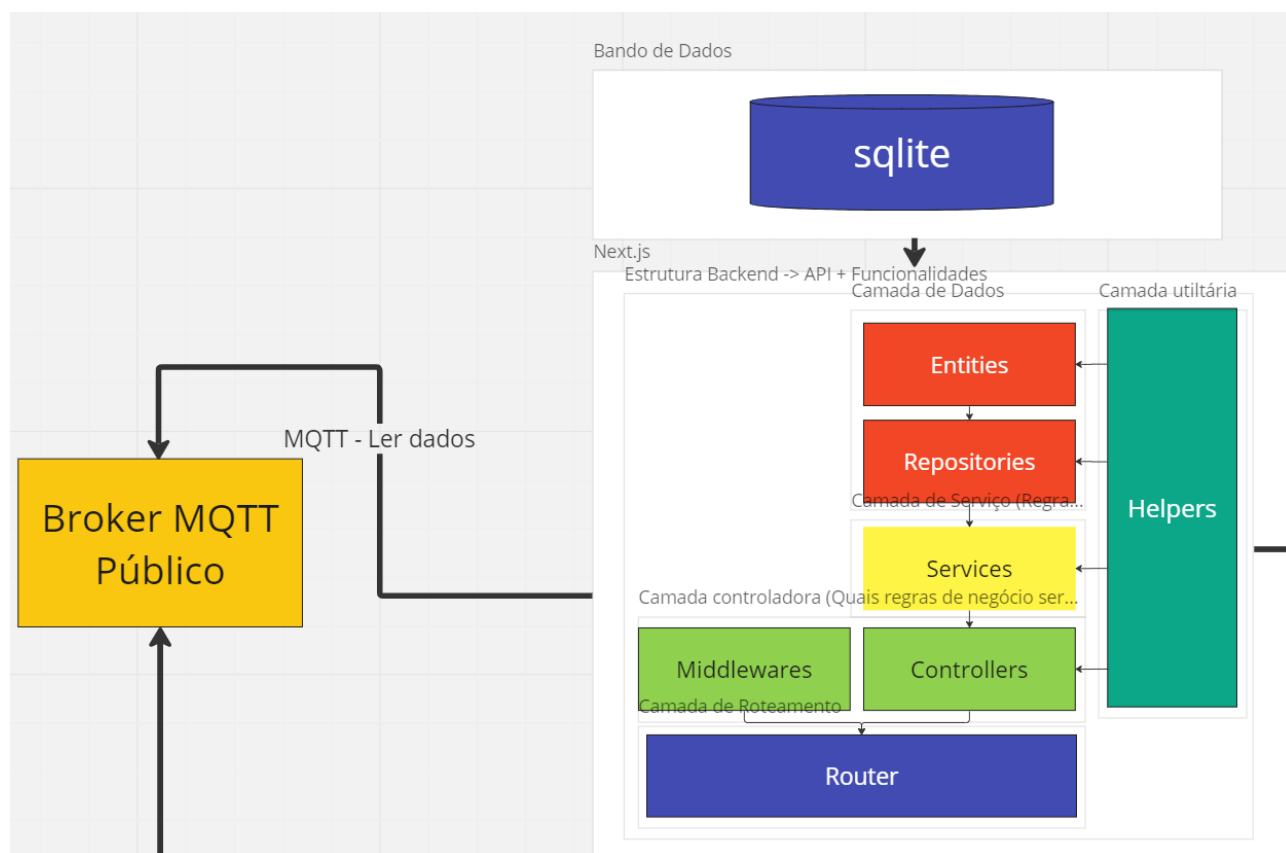 Bando de Dados
sqlite
Next.js
Estrutura Backend -> API + Funcionalidades
Camada de Dados
Camada utiltária
Entities
Repositories
Helpers
Camada de Serviço (Regra...
Services
Camada controladora (Quais regras de negócio ser...
Middlewares
Controllers
Camada de Roteamento
Router
MQTT - Ler dados
Broker MQTT
Público